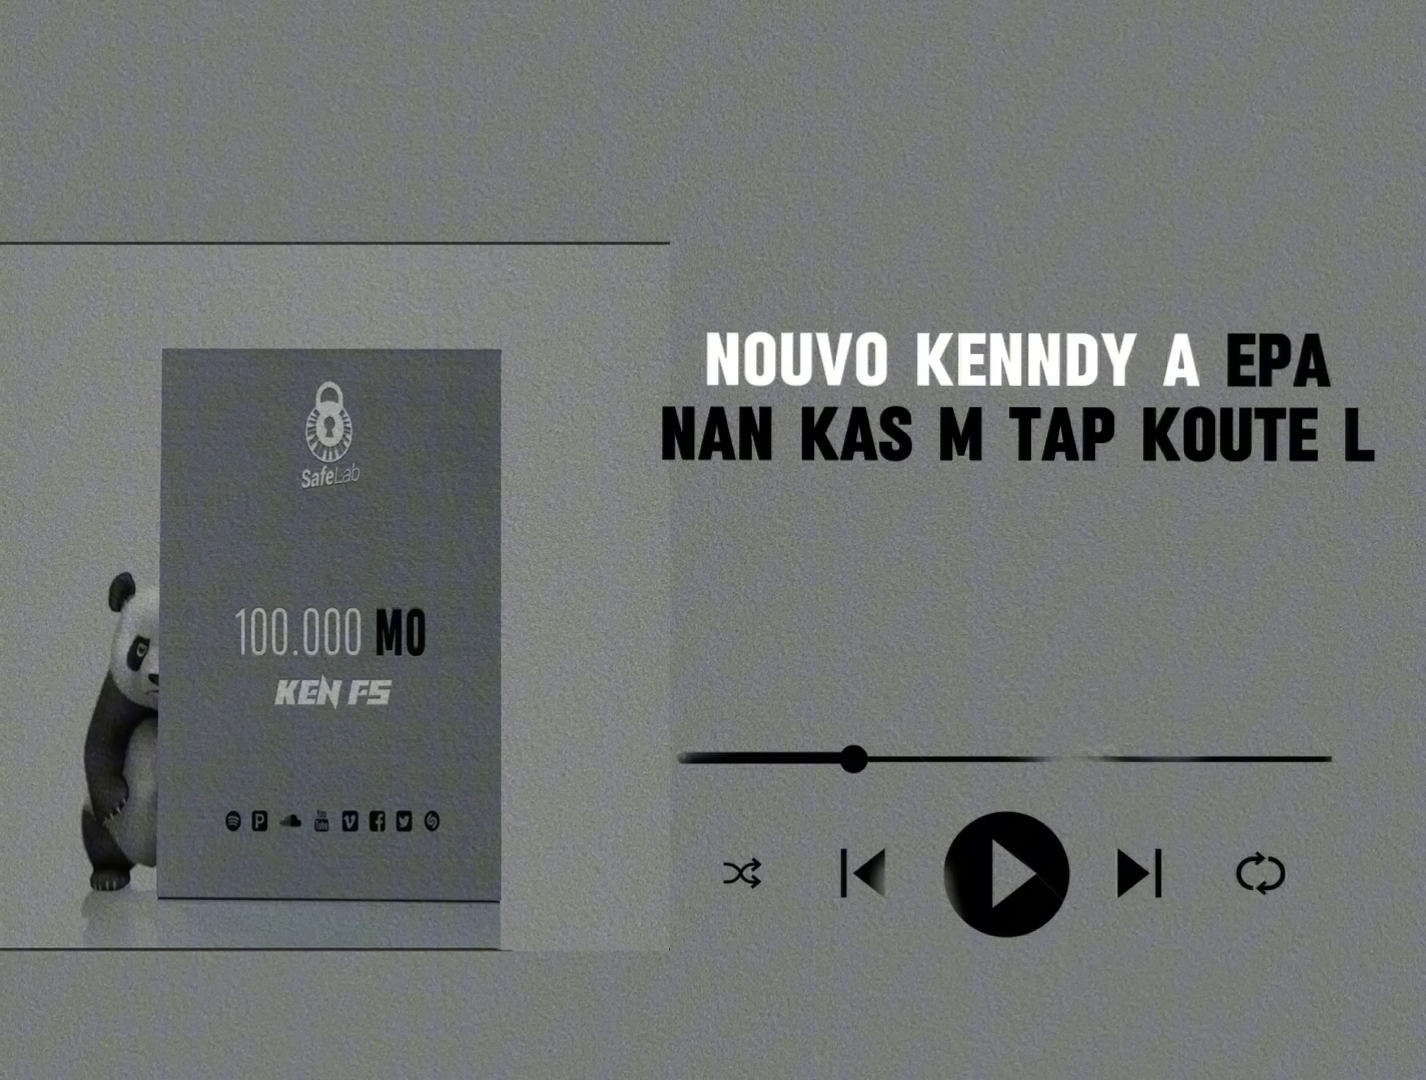 SafeLab
100.000 MO
KEN FS
NOUVO KENNDY A EPA
NAN KAS M TAP KOUTE L